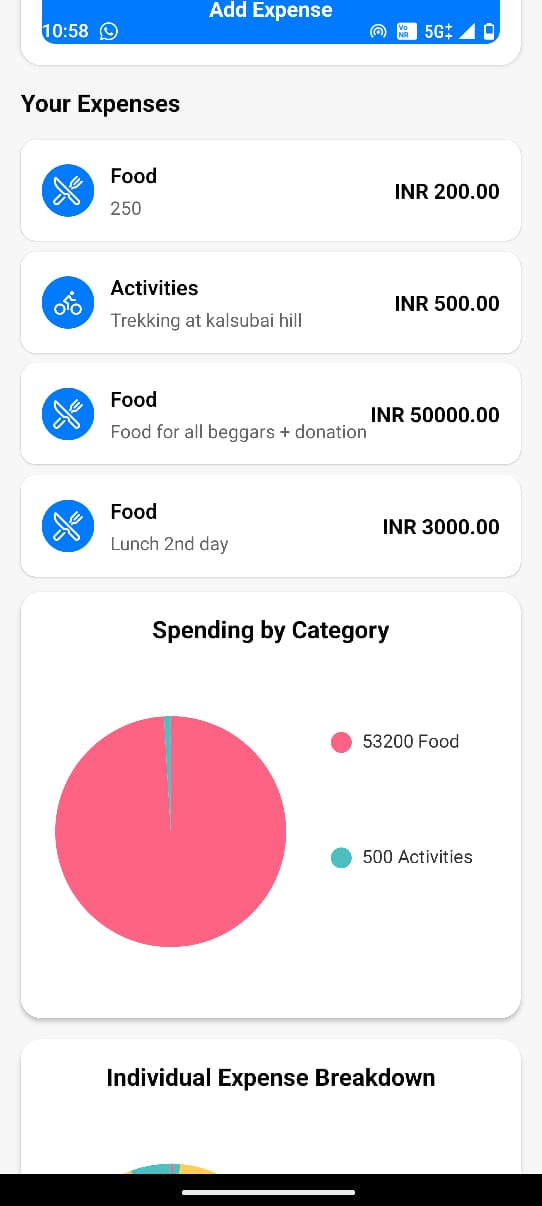 Add Expense
10:58 Vo NR 5G‡
Your Expenses
Food
250
INR 200.00
Activities
Trekking at kalsubai hill
INR 500.00
Food
Food for all beggars + donation
INR 50000.00
Food
Lunch 2nd day
INR 3000.00
Spending by Category
53200 Food
500 Activities
Individual Expense Breakdown